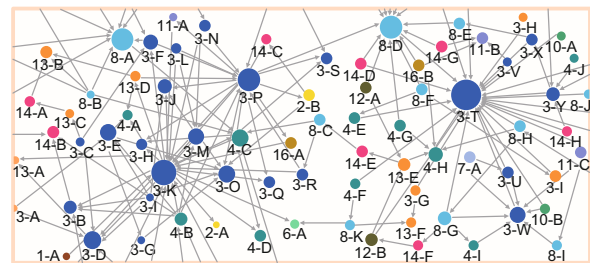 11-A
3-N
8-E
3-H
8-A
3-F
3-L
14-C
8-D
14-G
11-B
3-X
10-A
13-B
3-S
14-D
16-B
3-V
4-J
13-D
3-J
3-P
12-A
8-F
8-B
2-B
3-T
3-Y
8-J
14-A
13-C
4-A
8-C
4-E
4-G
8-H
14-H
14-B
3-C
3-E
3-H
3-M
4-C
16-A
14-E
4-H
7-A
11-C
13-A
3-K
3-O
13-E
3-U
3-I
3-Q
3-R
4-F
3-I
3-G
3-A
3-B
4-B
2-A
6-A
8-K
13-F
8-G
3-W
10-B
1-A
3-D
3-G
4-D
12-B
14-F
4-I
8-I